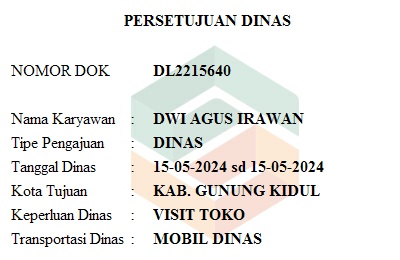 PERSETUJUAN DINAS
NOMOR DOK DL2215640
Nama Karyawan : DWI AGUS IRAWAN
Tipe Pengajuan : DINAS
Tanggal Dinas : 15-05-2024 sd 15-05-2024
Kota Tujuan : KAB. GUNUNG KIDUL
Keperluan Dinas : VISIT TOKO
Transportasi Dinas : MOBIL DINAS